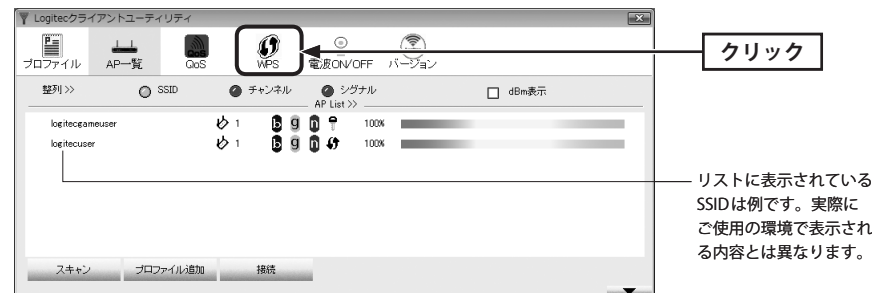 Logitecクライアントユーティリティ
プロファイル AP一覧 QoS WPS 電波ON/OFF バージョン
クリック
整列>> SSID チャンネル シグナル dBm表示
AP List>>
logitecgameuser 1 b g n 100%
logitecuser 1 b g n 100%
リストに表示されている
SSIDは例です。実際に
ご使用の環境で表示され
る内容とは異なります。
スキャン プロファイル追加 接続